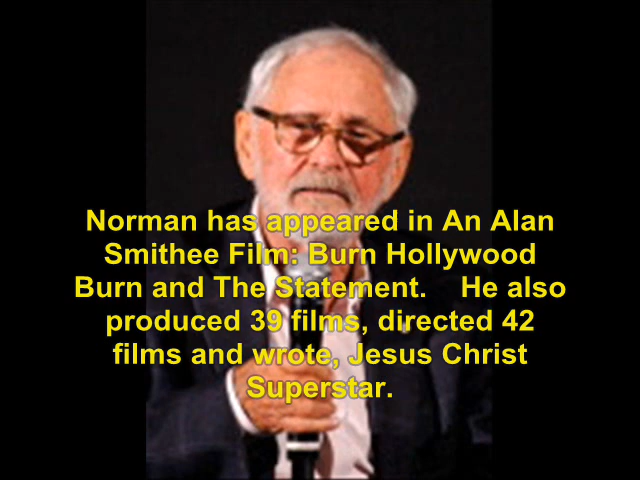 Norman has appeared in An Alan
Smithee Film: Burn Hollywood
Burn and The Statement.    He also
produced 39 films, directed 42
films and wrote, Jesus Christ
Superstar.